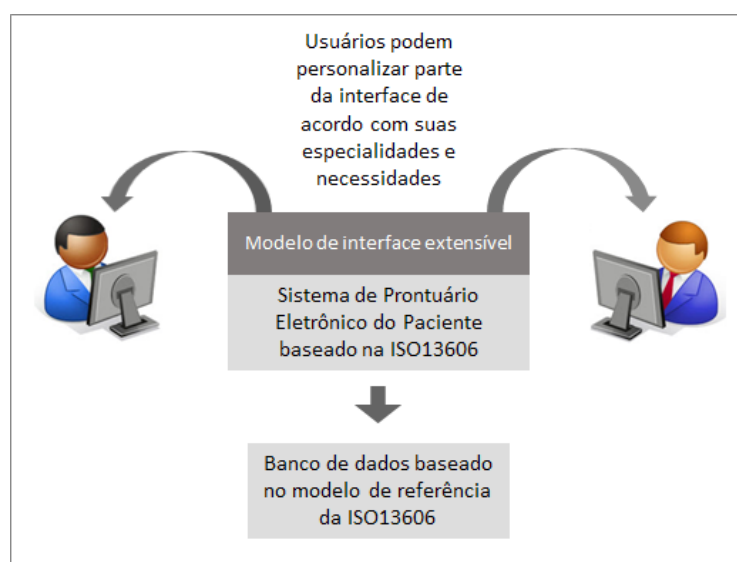 Usuários podem
personalizar parte
da interface de
acordo com suas
especialidades e
necessidades
Modelo de interface extensível
Sistema de Prontuário
Eletrônico do Paciente
baseado na ISO13606
Banco de dados baseado
no modelo de referência
da ISO13606